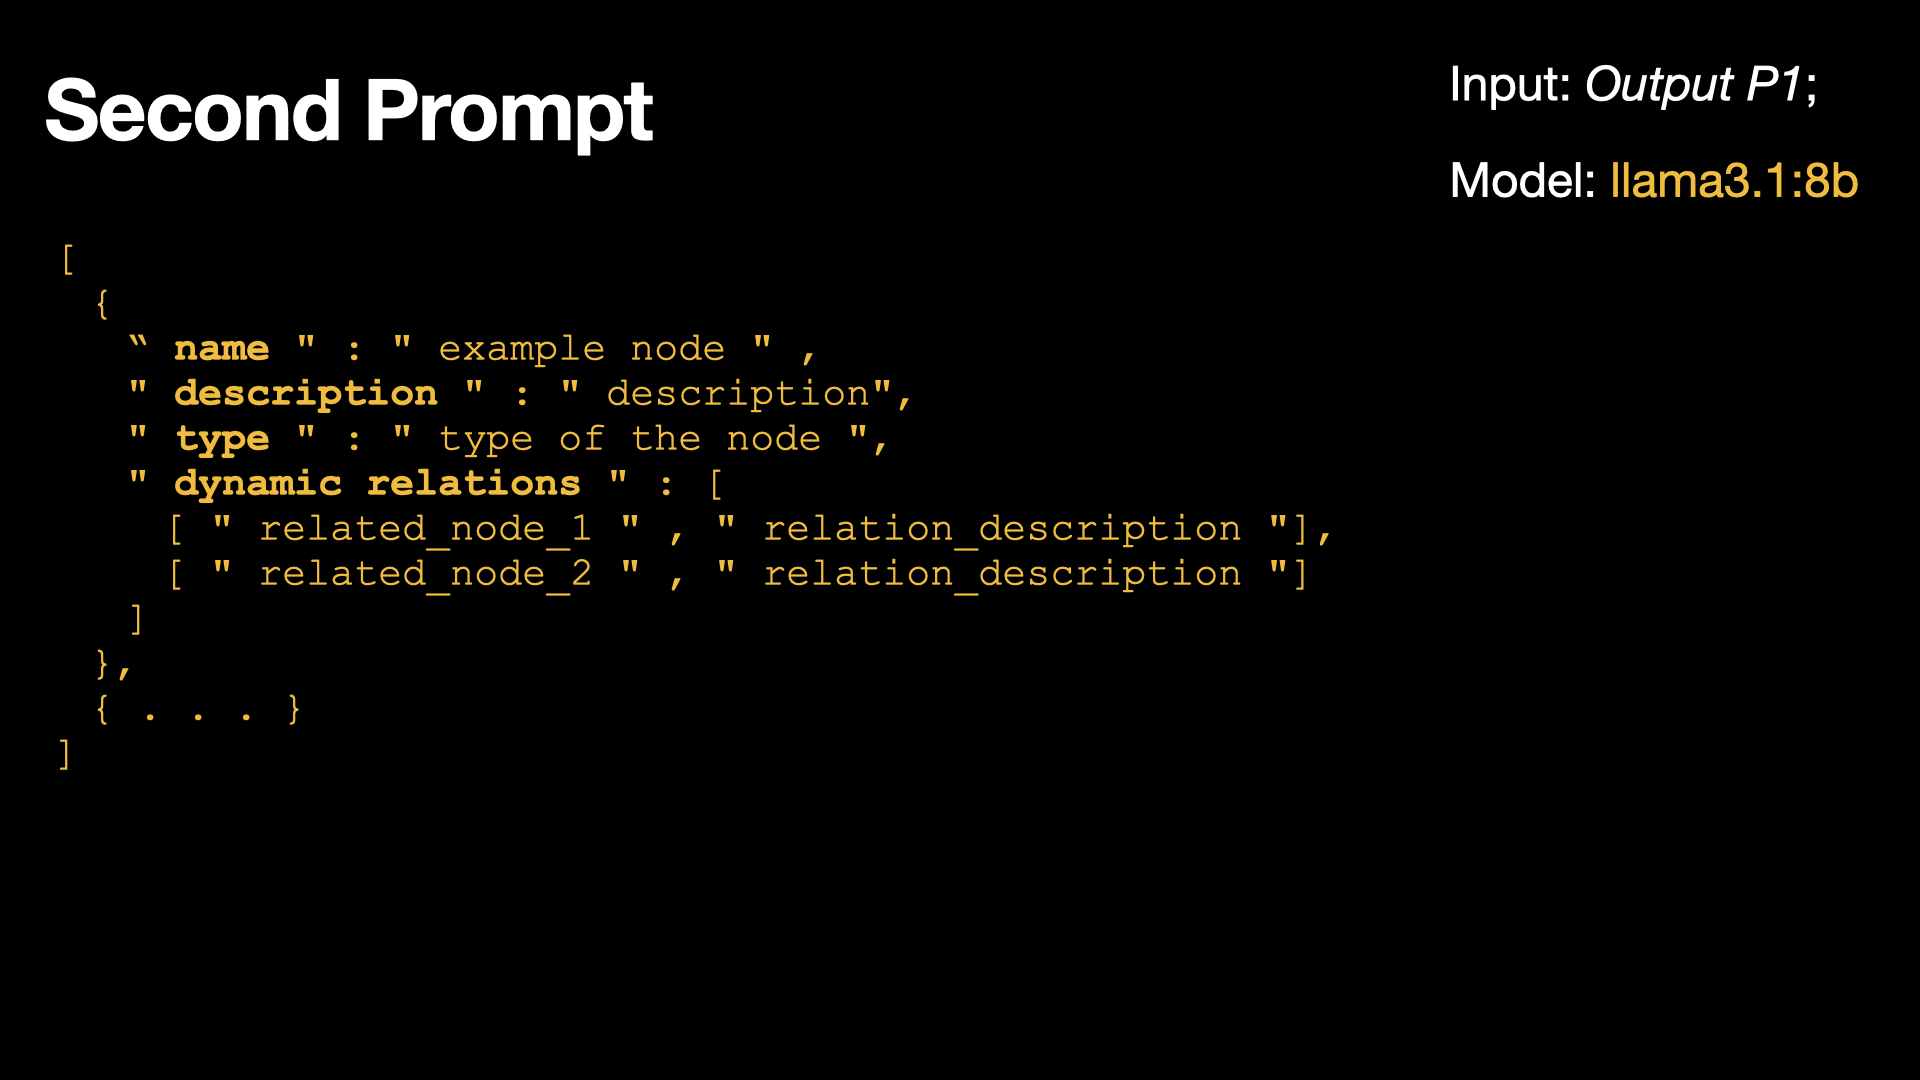 Second Prompt
Input: Output P1;
Model: llama3.1:8b
[
{
“ name " : " example node " ,
" description " : " description",
" type " : " type of the node ",
" dynamic relations " : [
[ " related_node_1 " , " relation_description "],
[ " related_node_2 " , " relation_description "]
]
},
{ . . . }
]